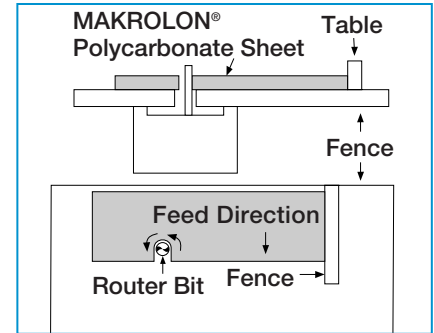 MAKROLON®
Polycarbonate Sheet
Table
Fence
Feed Direction
Router Bit
Fence